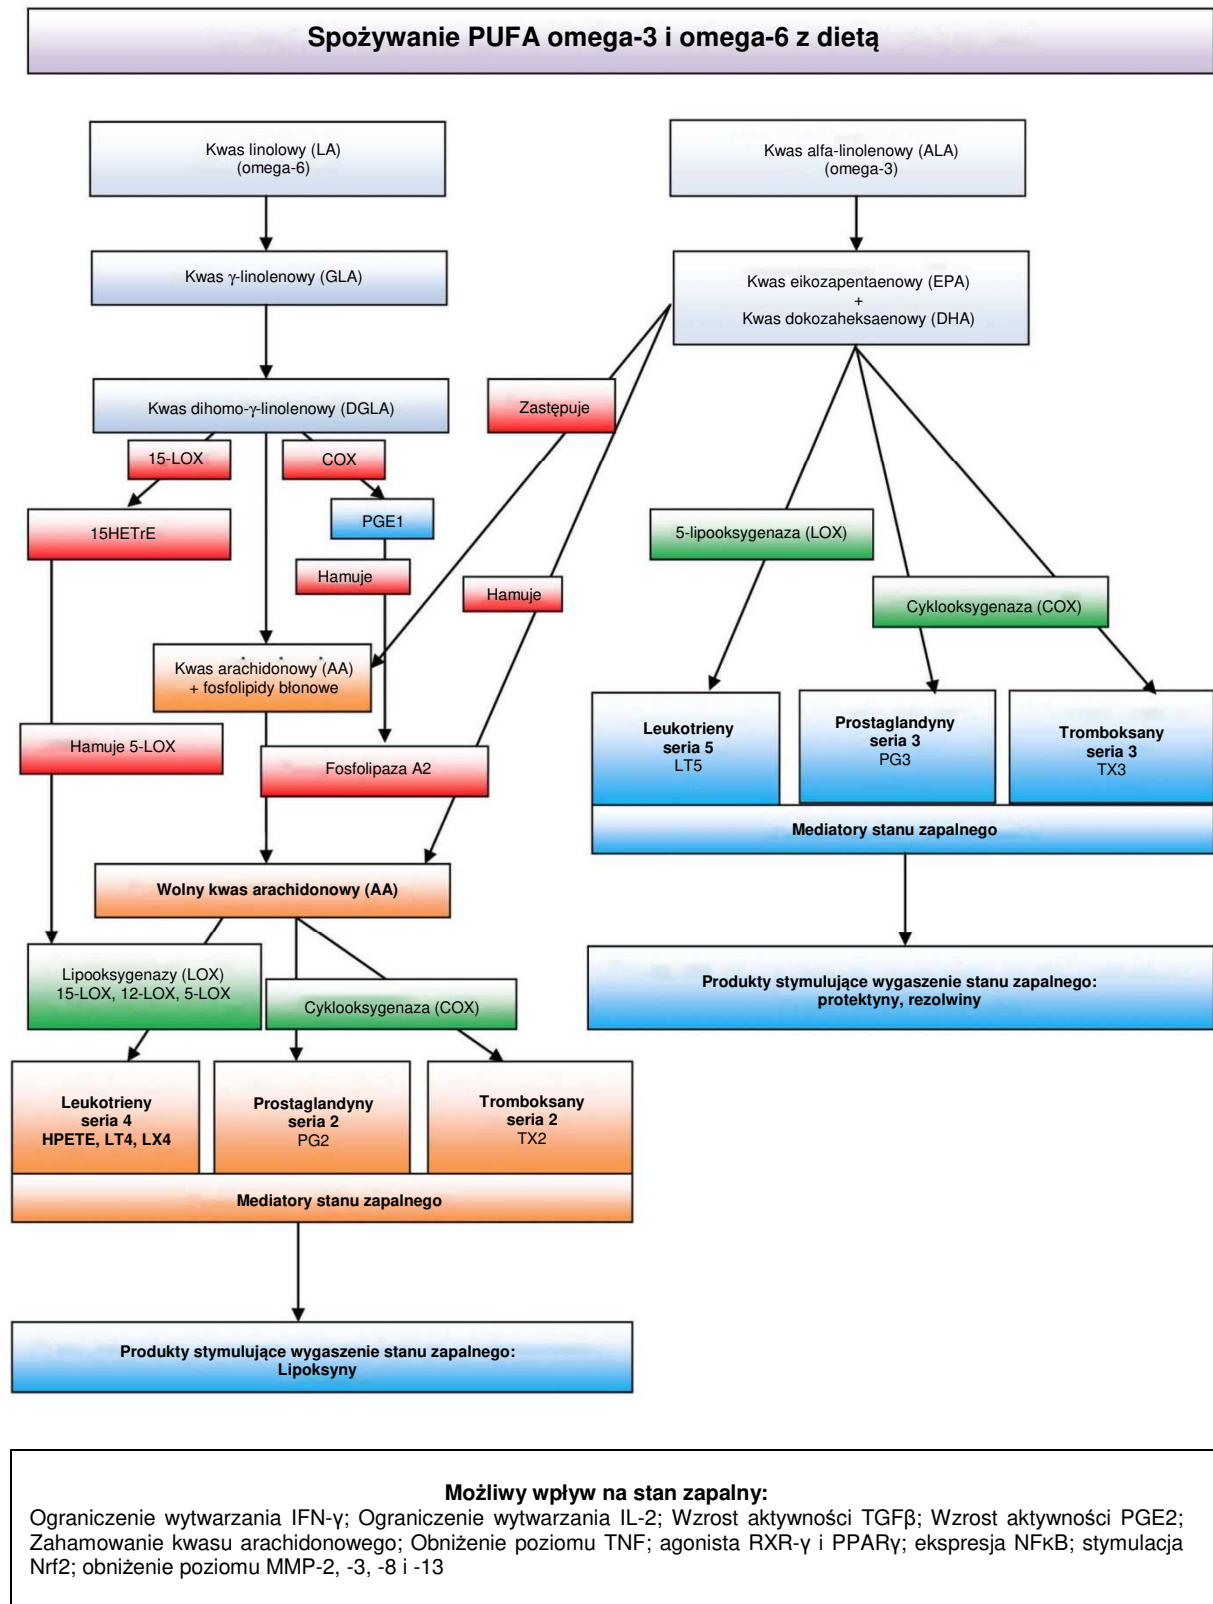 Spożywanie PUFA omega-3 i omega-6 z dietą
Kwas linolowy (LA)
(omega-6)
Kwas alfa-linolenowy (ALA)
(omega-3)
Kwas γ-linolenowy (GLA)
Kwas eikozapentaenowy (EPA)
+
Kwas dokozaheksaenowy (DHA)
Kwas dihomo-γ-linolenowy (DGLA)
Zastępuje
15-LOX
COX
15HETrE
PGE1
5-lipooksygenaza (LOX)
Hamuje
Hamuje
Cyklooksygenaza (COX)
Kwas arachidonowy (AA)
+ fosfolipidy błonowe
Hamuje 5-LOX
Fosfolipaza A2
Leukotrieny
seria 5
LT5
Prostaglandyny
seria 3
PG3
Tromboksany
seria 3
TX3
Mediatory stanu zapalnego
Wolny kwas arachidonowy (AA)
Lipooksygenazy (LOX)
15-LOX, 12-LOX, 5-LOX
Cyklooksygenaza (COX)
Produkty stymulujące wygaszenie stanu zapalnego:
protektyny, rezolwiny
Leukotrieny
seria 4
HPETE, LT4, LX4
Prostaglandyny
seria 2
PG2
Tromboksany
seria 2
TX2
Mediatory stanu zapalnego
Produkty stymulujące wygaszenie stanu zapalnego:
Lipoksyny
Możliwy wpływ na stan zapalny:
Ograniczenie wytwarzania IFN-γ; Ograniczenie wytwarzania IL-2; Wzrost aktywności TGFβ; Wzrost aktywności PGE2;
Zahamowanie kwasu arachidonowego; Obniżenie poziomu TNF; agonista RXR-γ i PPARγ; ekspresja NFκB; stymulacja
Nrf2; obniżenie poziomu MMP-2, -3, -8 i -13